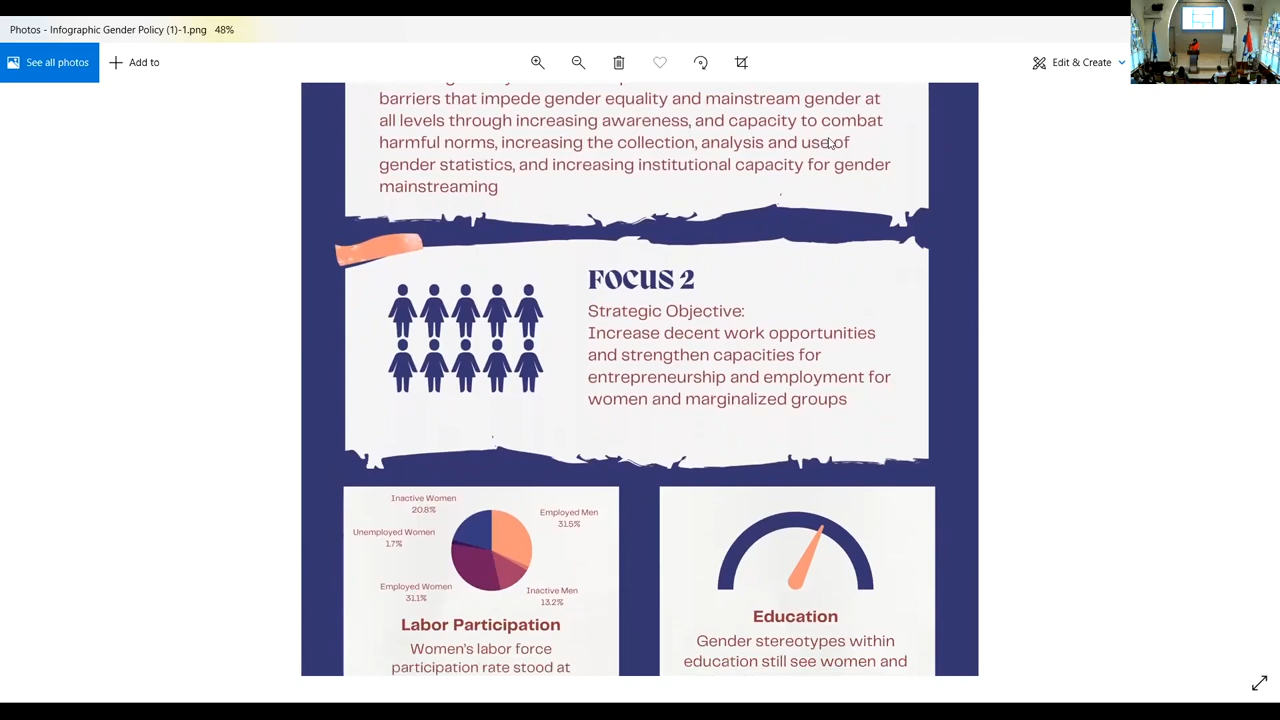 Photos - Infographic Gender Policy (1)-1.png 48%
See all photos
Add to
Edit & Create
barriers that impede gender equality and mainstream gender at
all levels through increasing awareness, and capacity to combat
harmful norms, increasing the collection, analysis and use of
gender statistics, and increasing institutional capacity for gender
mainstreaming
FOCUS 2
Strategic Objective:
Increase decent work opportunities
and strengthen capacities for
entrepreneurship and employment for
women and marginalized groups
Inactive Women
20.8%
Employed Men
31.5%
Unemployed Women
1.7%
Employed Women
31.1%
Inactive Men
13.2%
Labor Participation
Women's labor force
participation rate stood at
Education
Gender stereotypes within
education still see women and